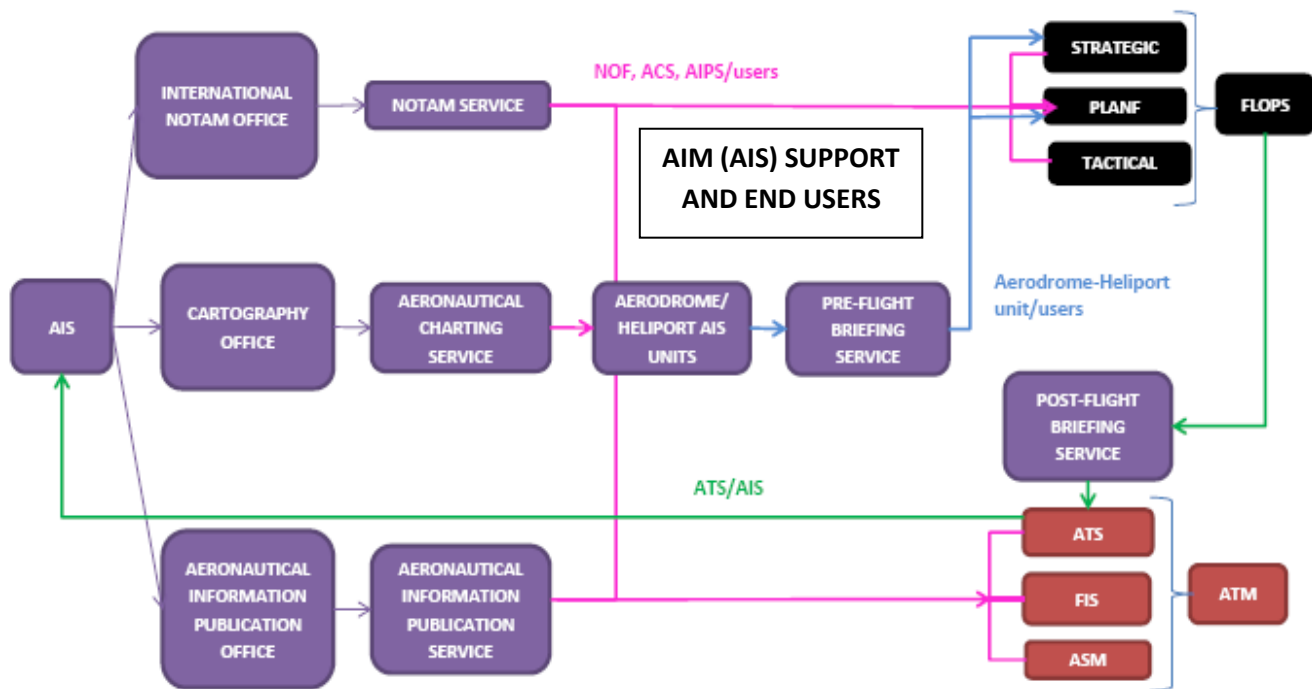 INTERNATIONAL
NOTAM OFFICE
NOTAM SERVICE
NOF, ACS, AIPS/users
STRATEGIC
PLANF
TACTICAL
FLOPS
AIM (AIS) SUPPORT
AND END USERS
AIS
CARTOGRAPHY
OFFICE
AERONAUTICAL
CHARTING
SERVICE
AERODROME/
HELIPORT AIS
UNITS
PRE-FLIGHT
BRIEFING
SERVICE
Aerodrome-Heliport
unit/users
POST-FLIGHT
BRIEFING
SERVICE
ATS/AIS
AERONAUTICAL
INFORMATION
PUBLICATION
OFFICE
AERONAUTICAL
INFORMATION
PUBLICATION
SERVICE
ATS
FIS
ASM
ATM